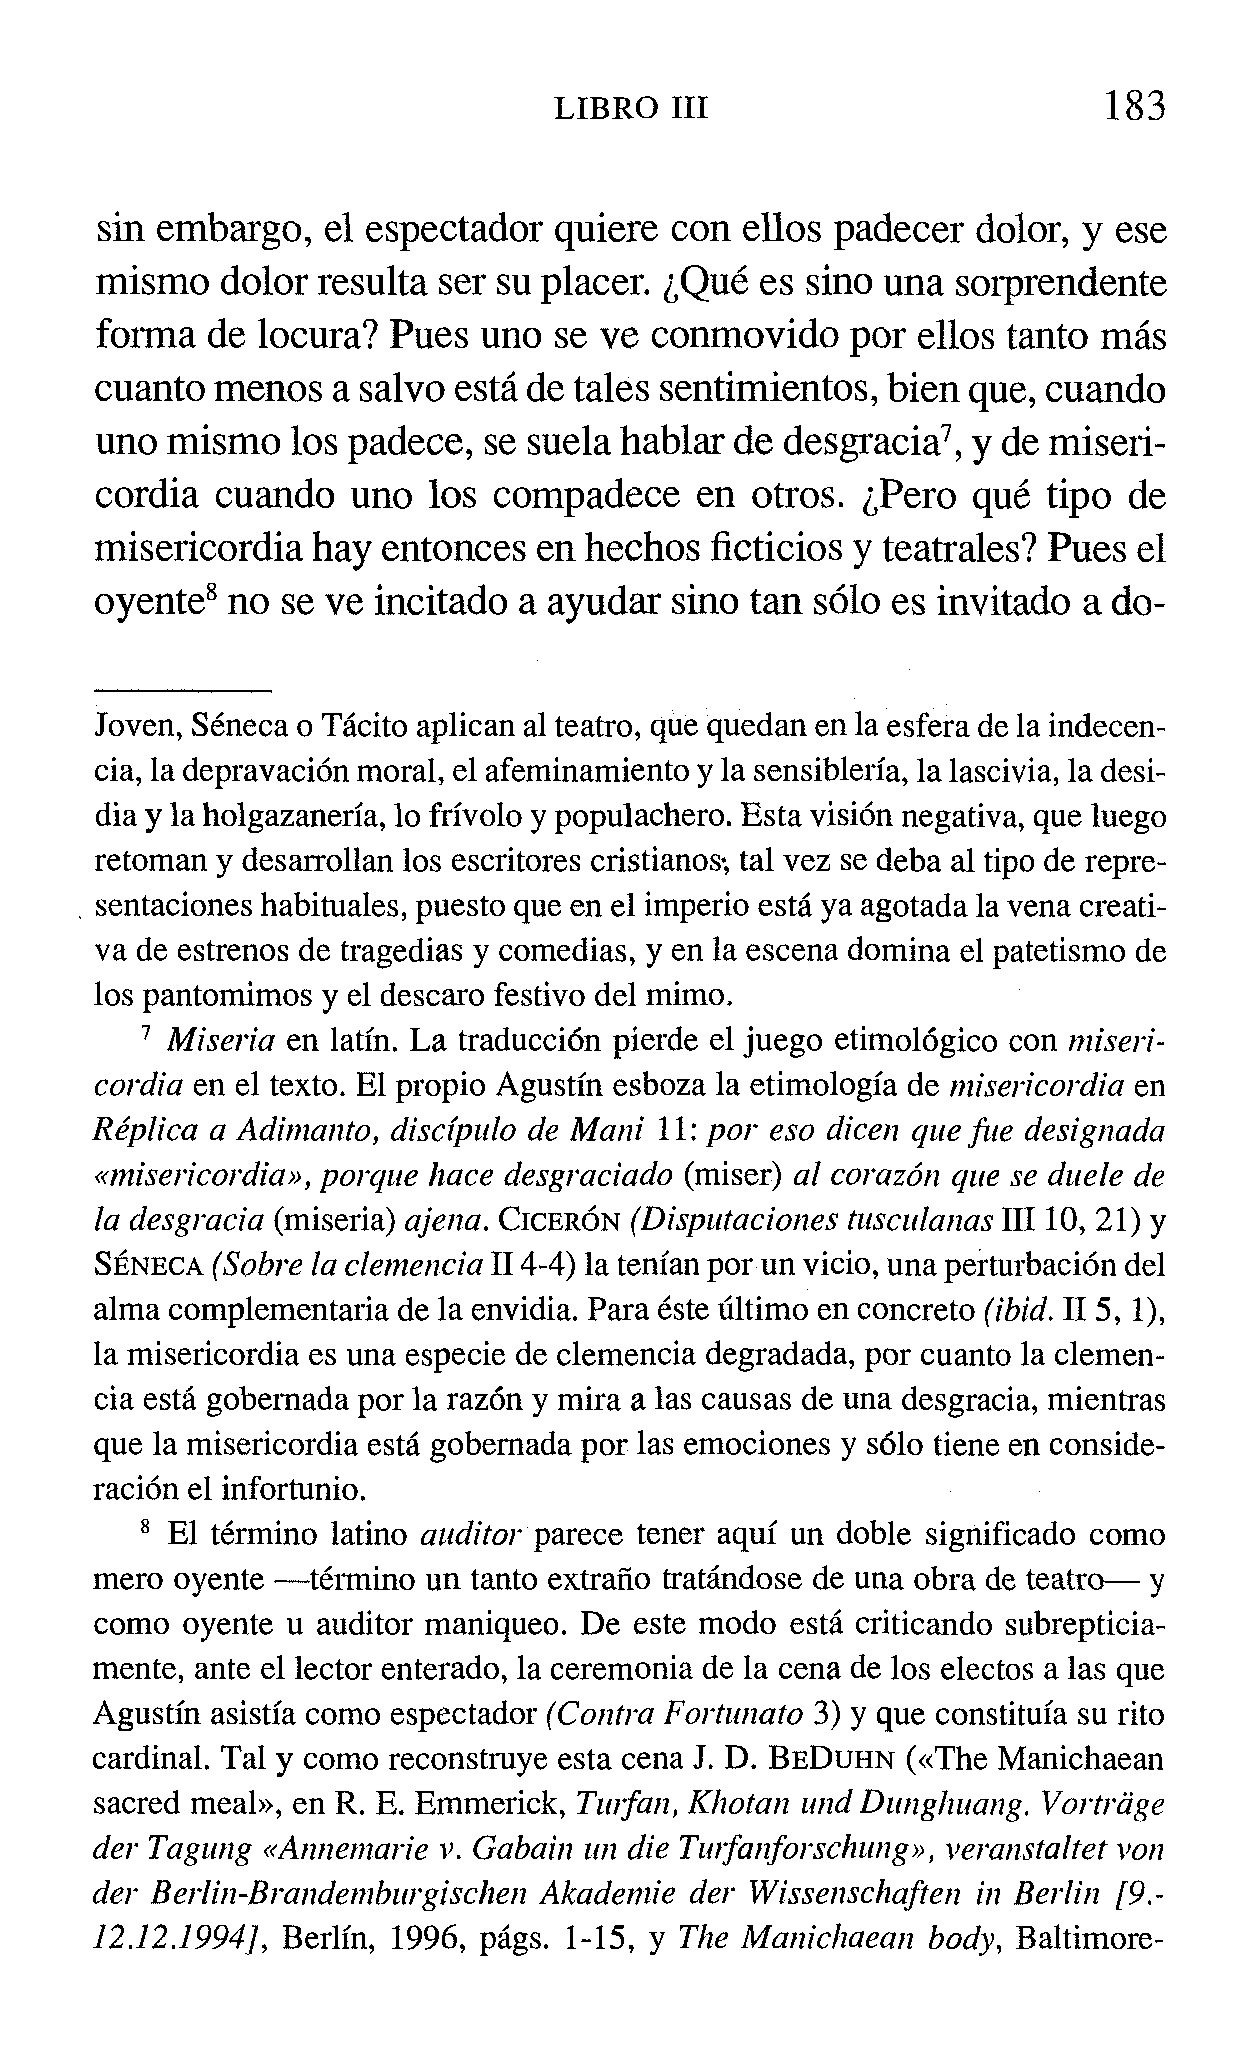 LIBRO III 183
sin embargo, el espectador quiere con ellos padecer dolor, y ese
mismo dolor resulta ser su placer. ¿Qué es sino una sorprendente
forma de locura? Pues uno se ve conmovido por ellos tanto más
cuanto menos a salvo está de tales sentimientos, bien que, cuando
uno mismo los padece, se suela hablar de desgracia⁷, y de miseri-
cordia cuando uno los compadece en otros. ¿Pero qué tipo de
misericordia hay entonces en hechos ficticios y teatrales? Pues el
oyente⁸ no se ve incitado a ayudar sino tan sólo es invitado a do-
Joven, Séneca o Tácito aplican al teatro, que quedan en la esfera de la indecen-
cia, la depravación moral, el afeminamiento y la sensiblería, la lascivia, la desi-
dia y la holgazanería, lo frívolo y populachero. Esta visión negativa, que luego
retoman y desarrollan los escritores cristianos, tal vez se deba al tipo de repre-
sentaciones habituales, puesto que en el imperio está ya agotada la vena creati-
va de estrenos de tragedias y comedias, y en la escena domina el patetismo de
los pantomimos y el descaro festivo del mimo.
⁷ Miseria en latín. La traducción pierde el juego etimológico con miseri-
cordia en el texto. El propio Agustín esboza la etimología de misericordia en
Réplica a Adimanto, discípulo de Mani 11: por eso dicen que fue designada
«misericordia», porque hace desgraciado (miser) al corazón que se duele de
la desgracia (miseria) ajena. CICERÓN (Disputaciones tusculanas III 10, 21) y
SÉNECA (Sobre la clemencia II 4-4) la tenían por un vicio, una perturbación del
alma complementaria de la envidia. Para éste último en concreto (ibid. II 5, 1),
la misericordia es una especie de clemencia degradada, por cuanto la clemen-
cia está gobernada por la razón y mira a las causas de una desgracia, mientras
que la misericordia está gobernada por las emociones y sólo tiene en conside-
ración el infortunio.
⁸ El término latino auditor parece tener aquí un doble significado como
mero oyente —término un tanto extraño tratándose de una obra de teatro— y
como oyente u auditor maniqueo. De este modo está criticando subrepticia-
mente, ante el lector enterado, la ceremonia de la cena de los electos a las que
Agustín asistía como espectador (Contra Fortunato 3) y que constituía su rito
cardinal. Tal y como reconstruye esta cena J. D. BEDUHN («The Manichaean
sacred meal», en R. E. Emmerick, Turfan, Khotan und Dunghuang. Vorträge
der Tagung «Annemarie v. Gabain un die Turfanforschung», veranstaltet von
der Berlin-Brandemburgischen Akademie der Wissenschaften in Berlin [9.-
12.12.1994], Berlín, 1996, págs. 1-15, y The Manichaean body, Baltimore-